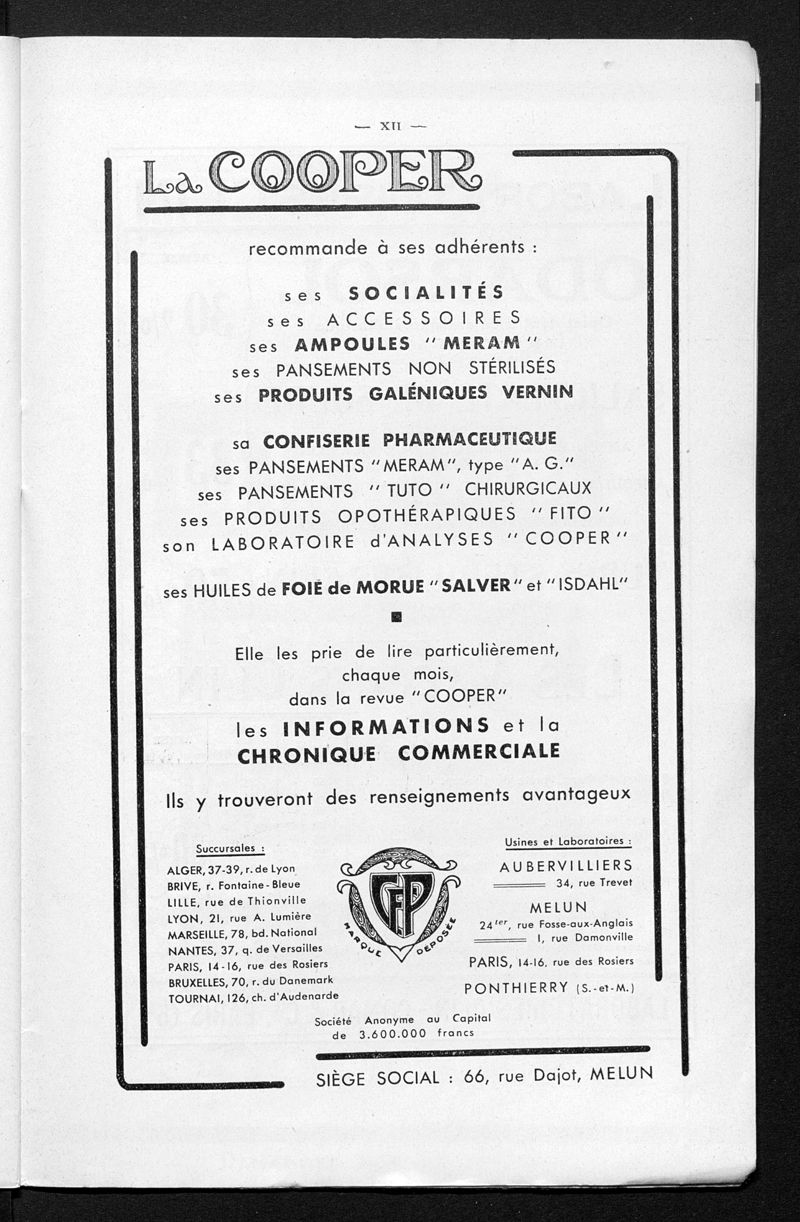 — XII —
La COOPER
recommande à ses adhérents :
ses SOCIALITÉS
ses ACCESSOIRES
ses AMPOULES "MERAM"
ses PANSEMENTS NON STÉRILISÉS
ses PRODUITS GALÉNIQUES VERNIN
sa CONFISERIE PHARMACEUTIQUE
ses PANSEMENTS "MERAM", type "A. G."
ses PANSEMENTS "TUTO" CHIRURGICAUX
ses PRODUITS OPOTHÉRAPIQUES "FITO"
son LABORATOIRE d'ANALYSES "COOPER"
ses HUILES de FOIE de MORUE "SALVER" et "ISDAHL"
Elle les prie de lire particulièrement,
chaque mois,
dans la revue "COOPER"
les INFORMATIONS et la
CHRONIQUE COMMERCIALE
Ils y trouveront des renseignements avantageux
Succursales :
ALGER, 37-39, r. de Lyon
BRIVE, r. Fontaine-Bleue
LILLE, rue de Thionville
LYON, 21, rue A. Lumière
MARSEILLE, 78, bd. National
NANTES, 37, q. de Versailles
PARIS, 14-16, rue des Rosiers
BRUXELLES, 70, r. du Danemark
TOURNAI, 126, ch. d'Audenarde
CFP
MARQUE DÉPOSÉE
Usines et Laboratoires :
AUBERVILLIERS
34, rue Trevet
MELUN
24ter, rue Fosse-aux-Anglais
1, rue Damonville
PARIS, 14-16, rue des Rosiers
PONTHIERRY (S.-et-M.)
Société Anonyme au Capital
de 3.600.000 francs
SIÈGE SOCIAL : 66, rue Dajot, MELUN